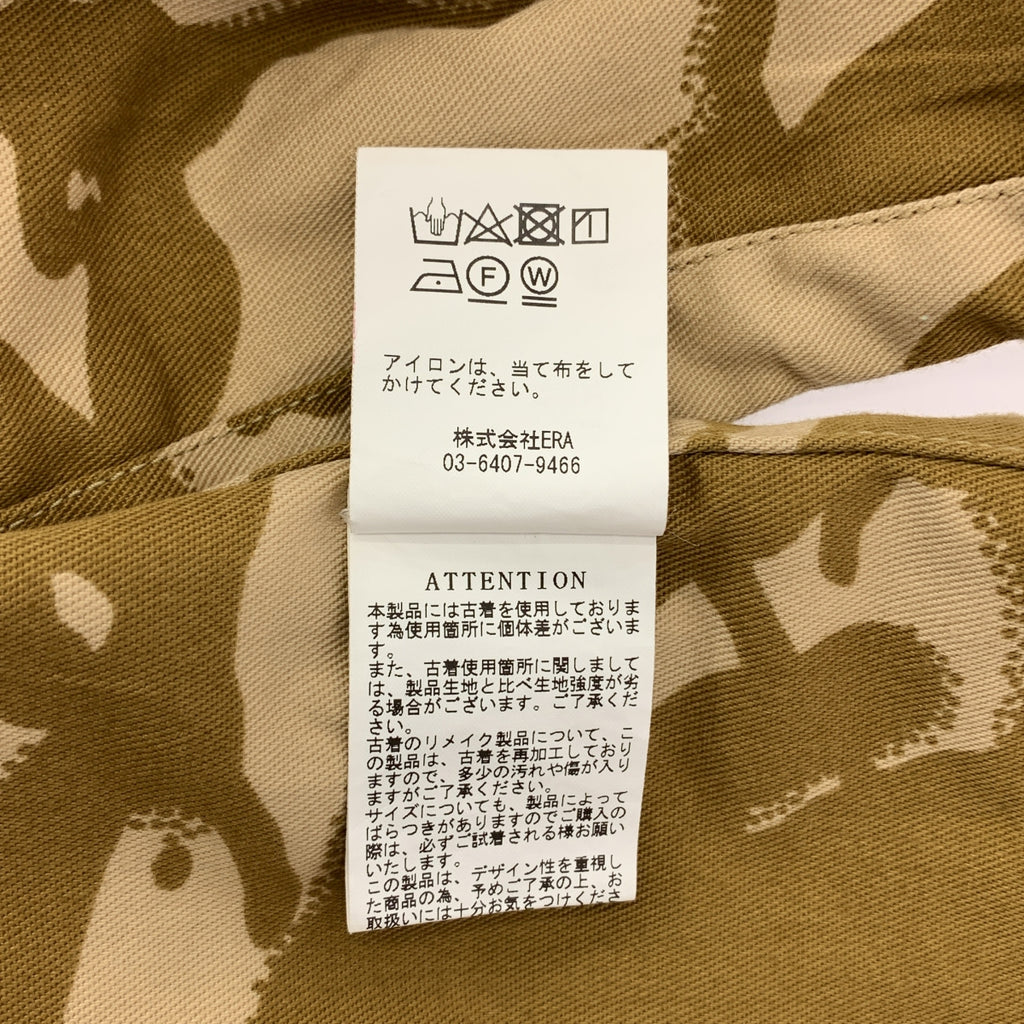 F W
アイロンは、当て布をして
かけてください。
株式会社ERA
03-6407-9466
ATTENTION
本製品には古着を使用しておりま
す為使用箇所に個体差がございま
す。
また、古着使用箇所に関しまして
は、製品生地と比べ生地強度が劣
る場合がございます。ご了承くだ
さい。
古着のリメイク製品について、こ
の製品は、古着を再加工しており
ますので、多少の汚れや傷が入り
ますがご了承ください。
サイズについても、製品によって
ばらつきがありますのでご購入の
際は、必ずご試着される様お願い
いたします。
この製品は、デザイン性を重視し
た商品の為、予めご了承の上、お
取扱いには十分お気をつけくださ